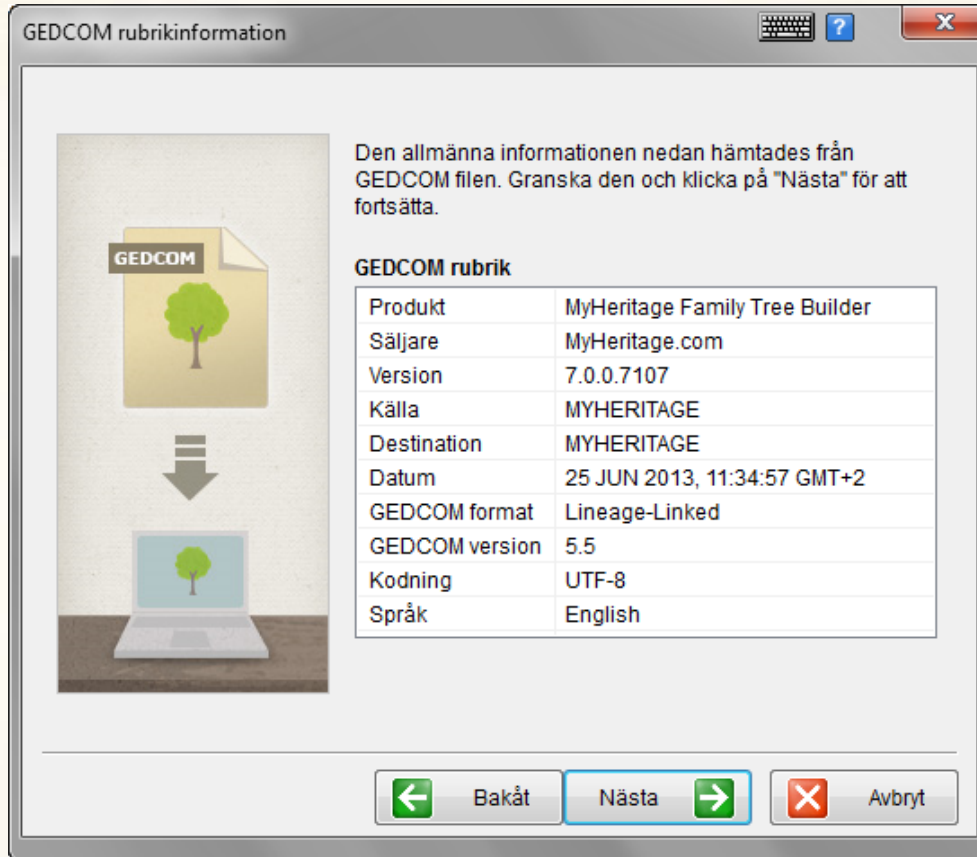 GEDCOM rubrikinformation
?
X
Den allmänna informationen nedan hämtades från
GEDCOM filen. Granska den och klicka på "Nästa" för att
fortsätta.
GEDCOM
GEDCOM rubrik
Produkt MyHeritage Family Tree Builder
Säljare MyHeritage.com
Version 7.0.0.7107
Källa MYHERITAGE
Destination MYHERITAGE
Datum 25 JUN 2013, 11:34:57 GMT+2
GEDCOM format Lineage-Linked
GEDCOM version 5.5
Kodning UTF-8
Språk English
Bakåt Nästa Avbryt